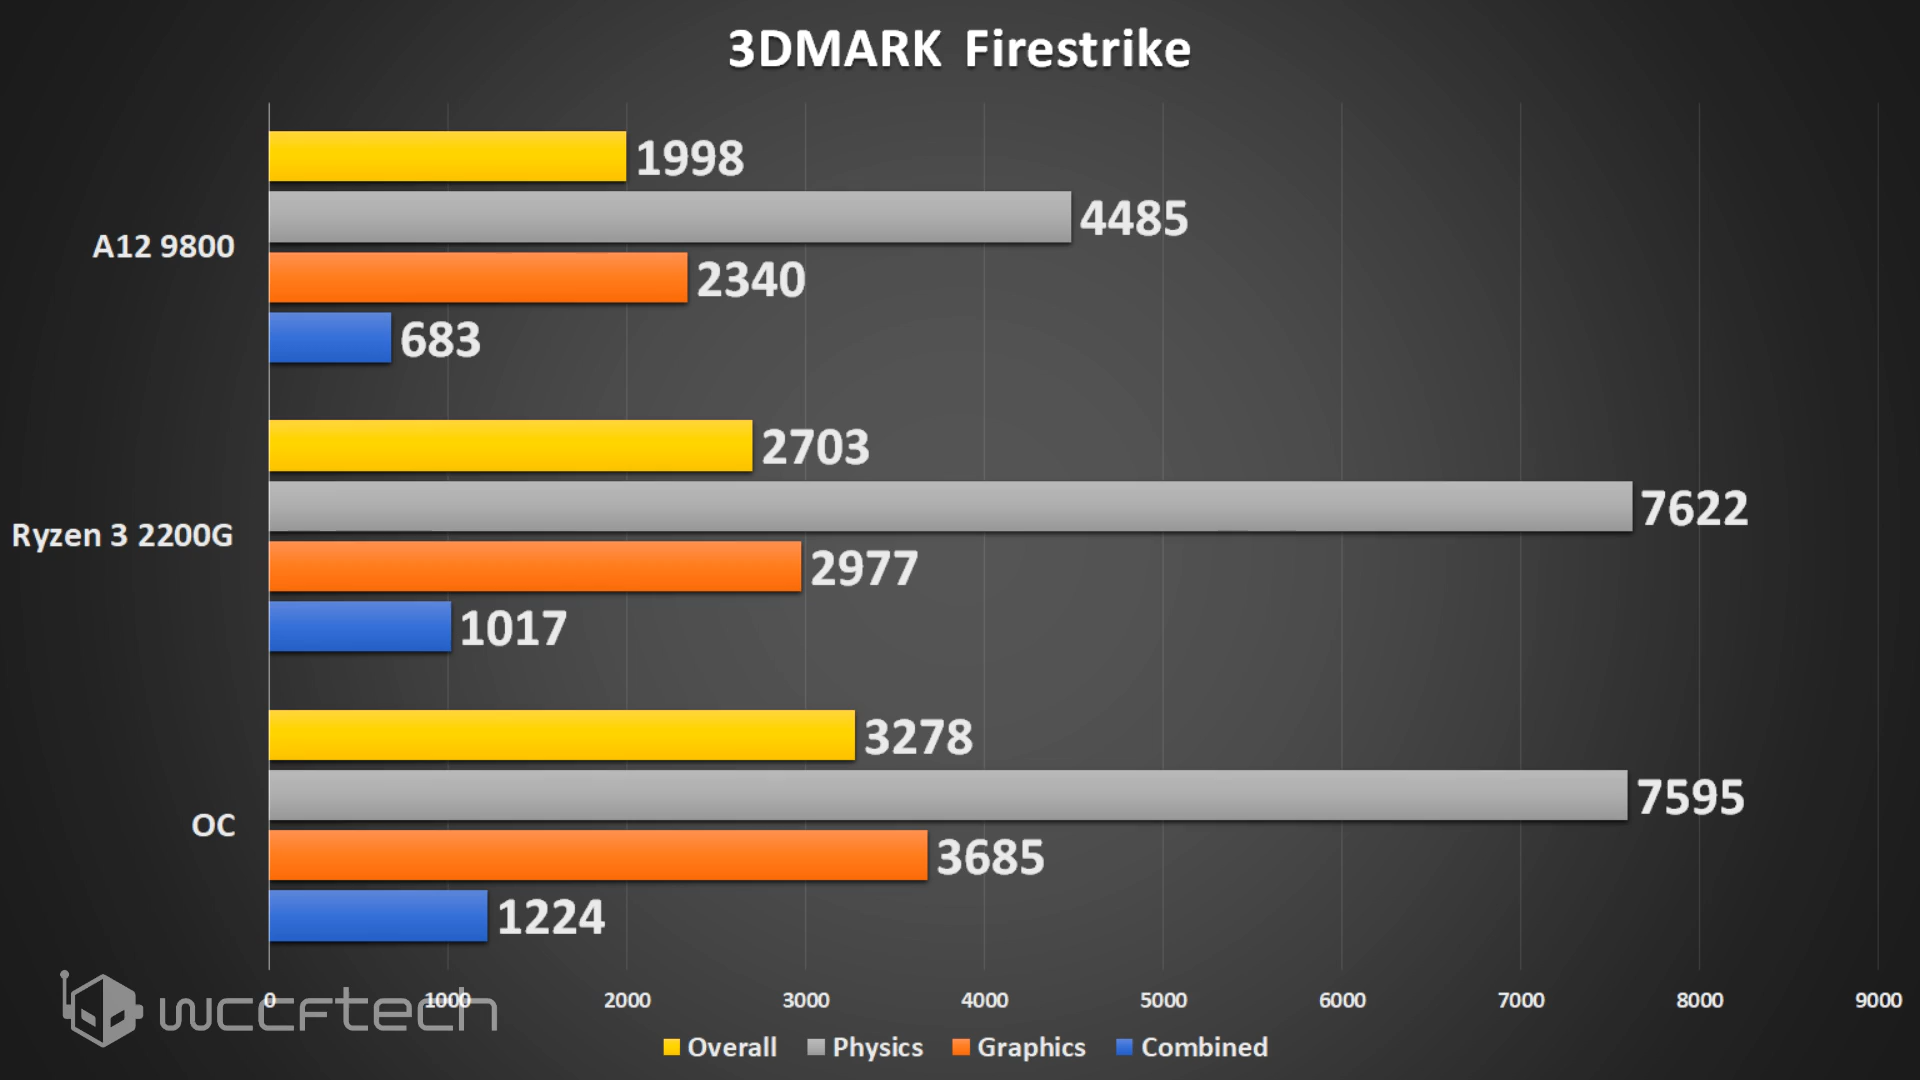 3DMARK Firestrike
1998
4485
A12 9800
2340
683
2703
7622
Ryzen 3 2200G
2977
1017
3278
7595
OC
3685
1224
0 1000 2000 3000 4000 5000 6000 7000 8000 9000
wccftech
Overall Physics Graphics Combined